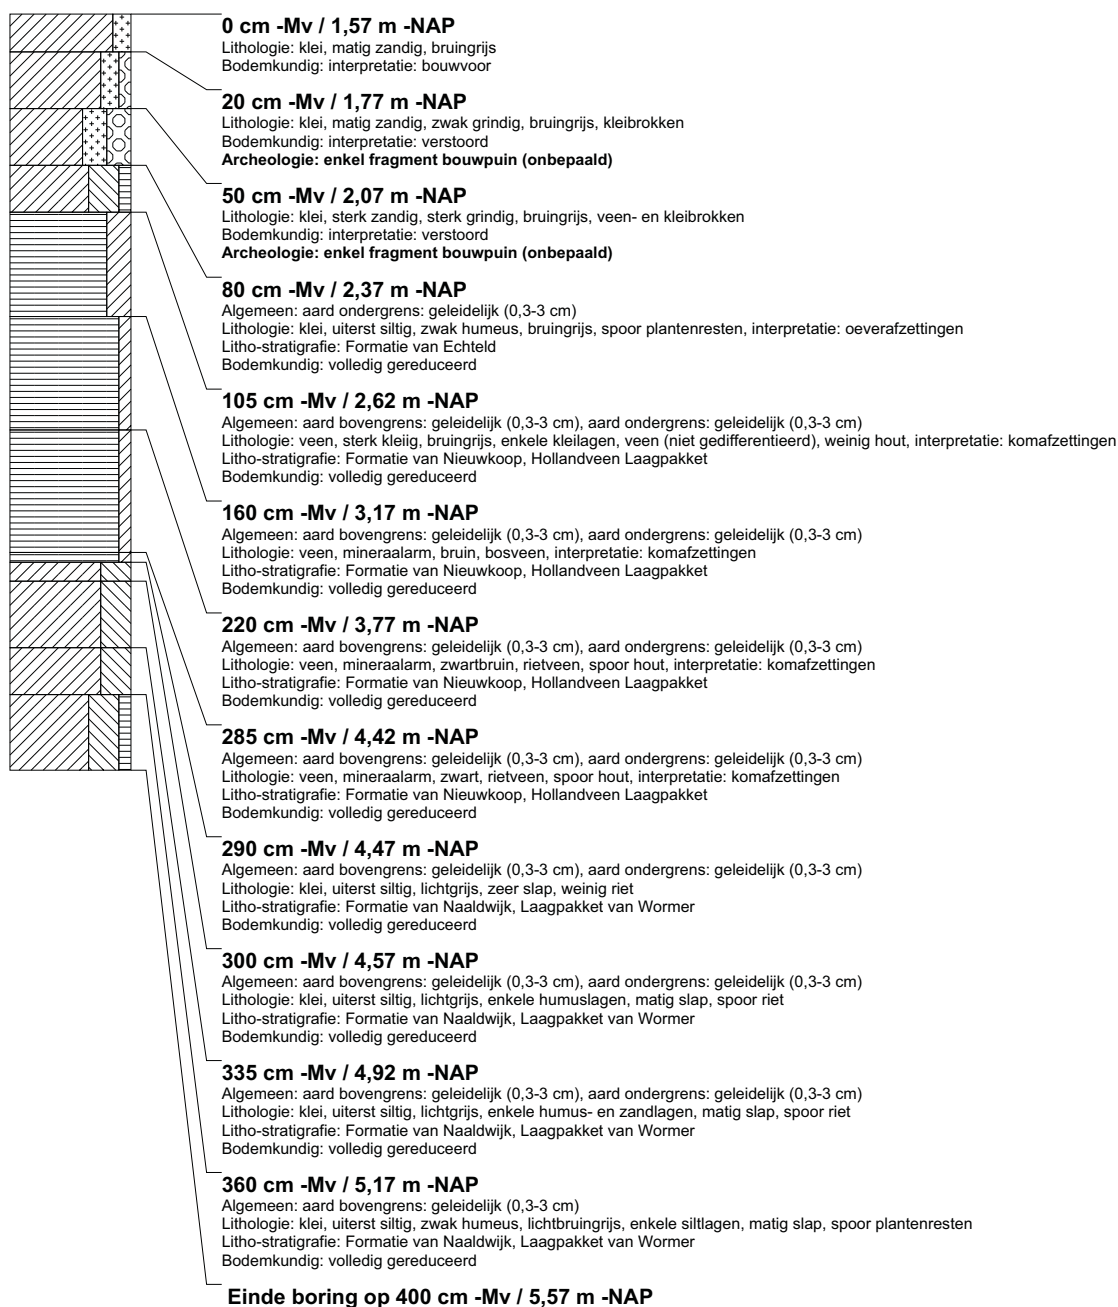 0 cm -Mv / 1,57 m -NAP
Lithologie: klei, matig zandig, bruingrijs
Bodemkundig: interpretatie: bouwvoor
20 cm -Mv / 1,77 m -NAP
Lithologie: klei, matig zandig, zwak grindig, bruingrijs, kleibrokken
Bodemkundig: interpretatie: verstoord
Archeologie: enkel fragment bouwpuin (onbepaald)
50 cm -Mv / 2,07 m -NAP
Lithologie: klei, sterk zandig, sterk grindig, bruingrijs, veen- en kleibrokken
Bodemkundig: interpretatie: verstoord
Archeologie: enkel fragment bouwpuin (onbepaald)
80 cm -Mv / 2,37 m -NAP
Algemeen: aard ondergrens: geleidelijk (0,3-3 cm)
Lithologie: klei, uiterst siltig, zwak humeus, bruingrijs, spoor plantenresten, interpretatie: oeverafzettingen
Litho-stratigrafie: Formatie van Echteld
Bodemkundig: volledig gereduceerd
105 cm -Mv / 2,62 m -NAP
Algemeen: aard bovengrens: geleidelijk (0,3-3 cm), aard ondergrens: geleidelijk (0,3-3 cm)
Lithologie: veen, sterk kleiig, bruingrijs, enkele kleilagen, veen (niet gedifferentieerd), weinig hout, interpretatie: komafzettingen
Litho-stratigrafie: Formatie van Nieuwkoop, Hollandveen Laagpakket
Bodemkundig: volledig gereduceerd
160 cm -Mv / 3,17 m -NAP
Algemeen: aard bovengrens: geleidelijk (0,3-3 cm), aard ondergrens: geleidelijk (0,3-3 cm)
Lithologie: veen, mineraalarm, bruin, bosveen, interpretatie: komafzettingen
Litho-stratigrafie: Formatie van Nieuwkoop, Hollandveen Laagpakket
Bodemkundig: volledig gereduceerd
220 cm -Mv / 3,77 m -NAP
Algemeen: aard bovengrens: geleidelijk (0,3-3 cm), aard ondergrens: geleidelijk (0,3-3 cm)
Lithologie: veen, mineraalarm, zwartbruin, rietveen, spoor hout, interpretatie: komafzettingen
Litho-stratigrafie: Formatie van Nieuwkoop, Hollandveen Laagpakket
Bodemkundig: volledig gereduceerd
285 cm -Mv / 4,42 m -NAP
Algemeen: aard bovengrens: geleidelijk (0,3-3 cm), aard ondergrens: geleidelijk (0,3-3 cm)
Lithologie: veen, mineraalarm, zwart, rietveen, spoor hout, interpretatie: komafzettingen
Litho-stratigrafie: Formatie van Nieuwkoop, Hollandveen Laagpakket
Bodemkundig: volledig gereduceerd
290 cm -Mv / 4,47 m -NAP
Algemeen: aard bovengrens: geleidelijk (0,3-3 cm), aard ondergrens: geleidelijk (0,3-3 cm)
Lithologie: klei, uiterst siltig, lichtgrijs, zeer slap, weinig riet
Litho-stratigrafie: Formatie van Naaldwijk, Laagpakket van Wormer
Bodemkundig: volledig gereduceerd
300 cm -Mv / 4,57 m -NAP
Algemeen: aard bovengrens: geleidelijk (0,3-3 cm), aard ondergrens: geleidelijk (0,3-3 cm)
Lithologie: klei, uiterst siltig, lichtgrijs, enkele humuslagen, matig slap, spoor riet
Litho-stratigrafie: Formatie van Naaldwijk, Laagpakket van Wormer
Bodemkundig: volledig gereduceerd
335 cm -Mv / 4,92 m -NAP
Algemeen: aard bovengrens: geleidelijk (0,3-3 cm), aard ondergrens: geleidelijk (0,3-3 cm)
Lithologie: klei, uiterst siltig, lichtgrijs, enkele humus- en zandlagen, matig slap, spoor riet
Litho-stratigrafie: Formatie van Naaldwijk, Laagpakket van Wormer
Bodemkundig: volledig gereduceerd
360 cm -Mv / 5,17 m -NAP
Algemeen: aard bovengrens: geleidelijk (0,3-3 cm)
Lithologie: klei, uiterst siltig, zwak humeus, lichtbruingrijs, enkele siltlagen, matig slap, spoor plantenresten
Litho-stratigrafie: Formatie van Naaldwijk, Laagpakket van Wormer
Bodemkundig: volledig gereduceerd
Einde boring op 400 cm -Mv / 5,57 m -NAP